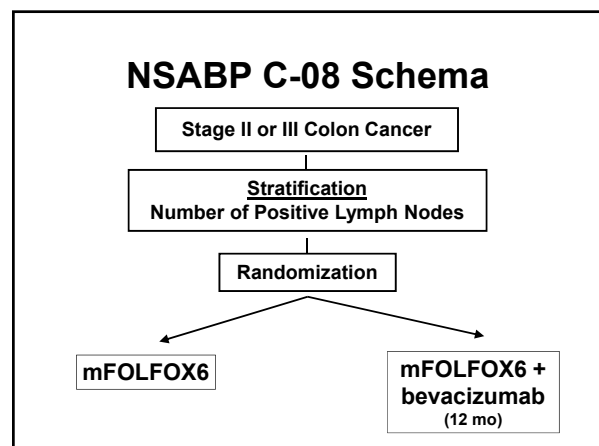 NSABP C-08 Schema
Stage II or III Colon Cancer
Stratification
Number of Positive Lymph Nodes
Randomization
mFOLFOX6
mFOLFOX6 +
bevacizumab
(12 mo)